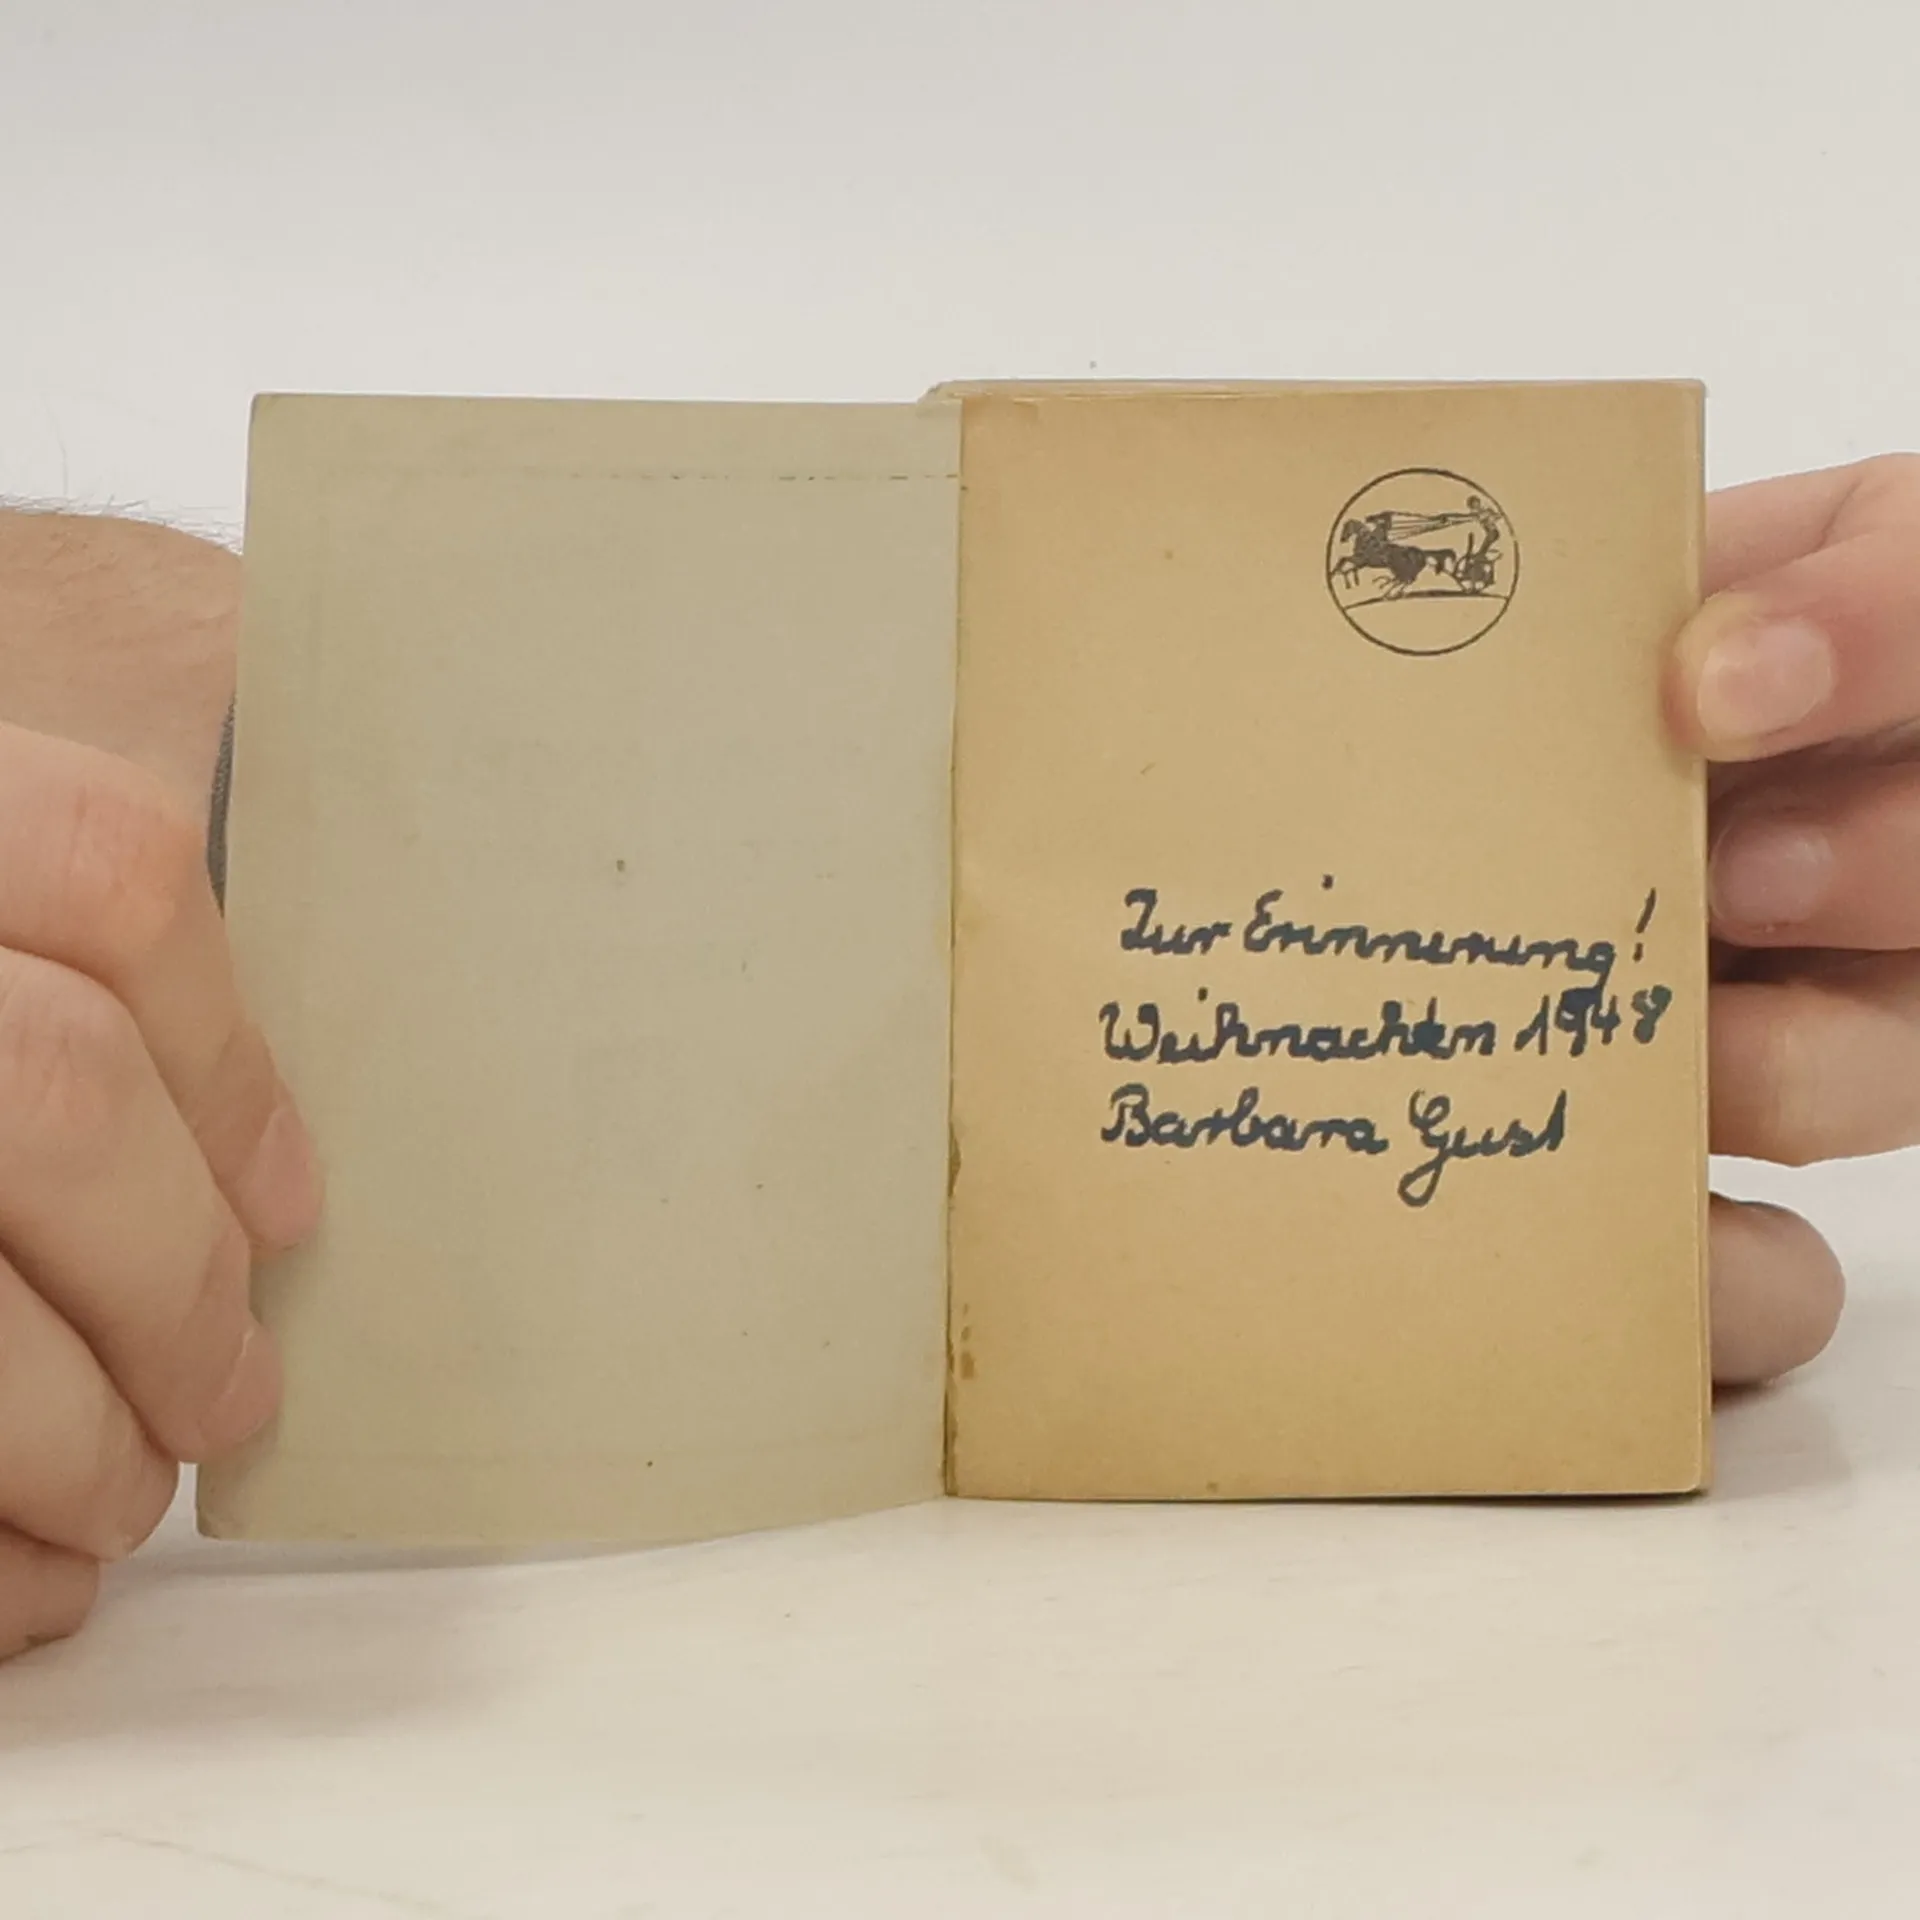 Zur Erinnerung!
Weihnachten 1948
Barbara Gust